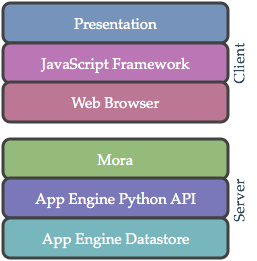 Presentation
JavaScript Framework
Web Browser
Client
Mora
App Engine Python API
App Engine Datastore
Server